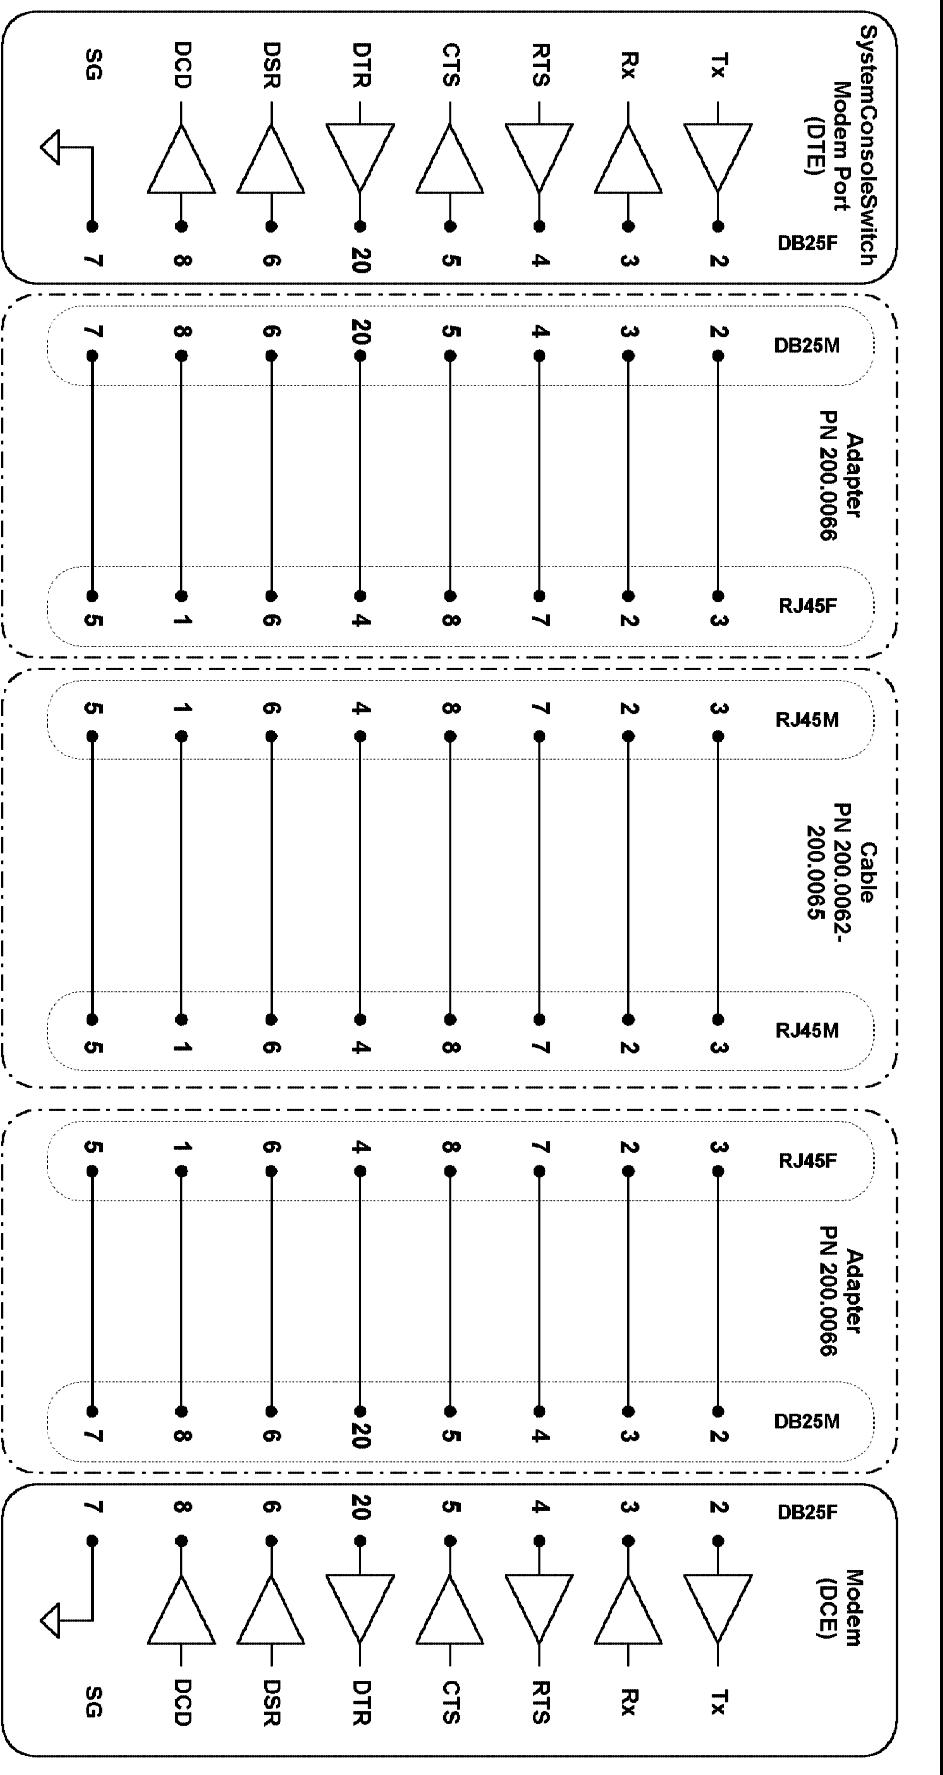 SystemConsoleSwitch
Modem Port
(DTE)
Adapter
PN 200.0066
Cable
PN 200.0062-
200.0065
Adapter
PN 200.0066
Modem
(DCE)
DB25F DB25M RJ45F RJ45M RJ45M RJ45F DB25M DB25F
Tx 2 2 3 3 3 3 2 2 Tx
Rx 3 3 2 2 2 2 3 3 Rx
RTS 4 4 7 7 7 7 4 4 RTS
CTS 5 5 8 8 8 8 5 5 CTS
DTR 20 20 4 4 4 4 20 20 DTR
DSR 6 6 6 6 6 6 6 6 DSR
DCD 8 8 1 1 1 1 8 8 DCD
SG 7 7 5 5 5 5 7 7 SG